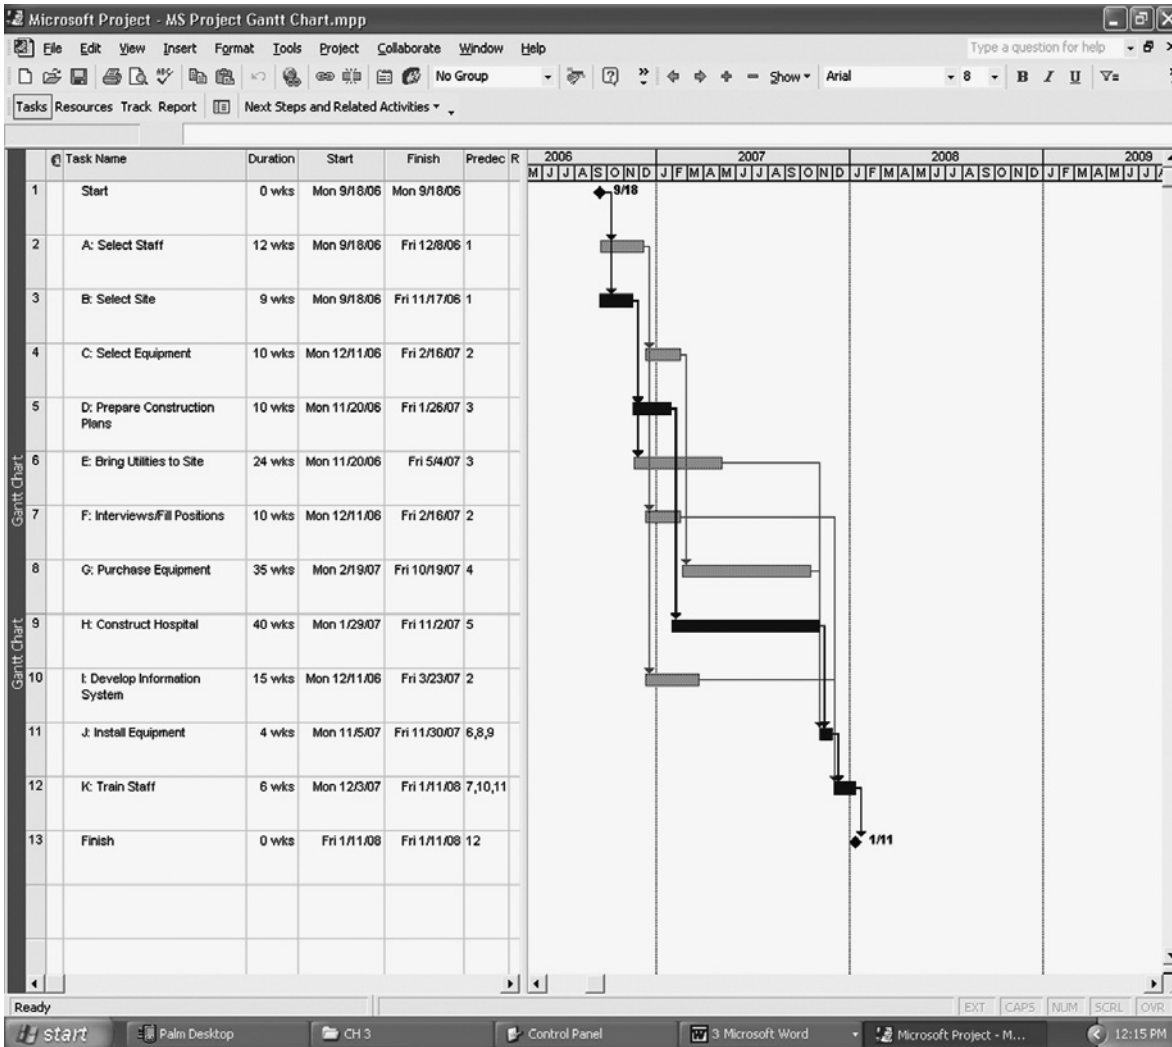 Microsoft Project - MS Project Gantt Chart.mpp
File Edit View Insert Format Tools Project Collaborate Window Help Type a question for help
No Group Show Arial 8 B I U
Tasks Resources Track Report Next Steps and Related Activities
Task Name Duration Start Finish Predec R 2006 2007 2008 2009
M J J A S O N D J F M A M J J A S O N D J F M A M J J A S O N D J F M A M J J
1 Start 0 wks Mon 9/18/06 Mon 9/18/06 9/18
2 A: Select Staff 12 wks Mon 9/18/06 Fri 12/8/06 1
3 B: Select Site 9 wks Mon 9/18/06 Fri 11/17/06 1
4 C: Select Equipment 10 wks Mon 12/11/06 Fri 2/16/07 2
5 D: Prepare Construction 10 wks Mon 11/20/06 Fri 1/26/07 3
Plans
6 E: Bring Utilities to Site 24 wks Mon 11/20/06 Fri 5/4/07 3
Gantt Chart
7 F: Interviews/Fill Positions 10 wks Mon 12/11/06 Fri 2/16/07 2
8 G: Purchase Equipment 35 wks Mon 2/19/07 Fri 10/19/07 4
9 H: Construct Hospital 40 wks Mon 1/29/07 Fri 11/2/07 5
Gantt Chart
10 I: Develop Information 15 wks Mon 12/11/06 Fri 3/23/07 2
System
11 J: Install Equipment 4 wks Mon 11/5/07 Fri 11/30/07 6,8,9
12 K: Train Staff 6 wks Mon 12/3/07 Fri 1/11/08 7,10,11
13 Finish 0 wks Fri 1/11/08 Fri 1/11/08 12 1/11
Ready EXT CAPS NUM SCRL OVR
start Palm Desktop CH 3 Control Panel 3 Microsoft Word Microsoft Project - M... 12:15 PM